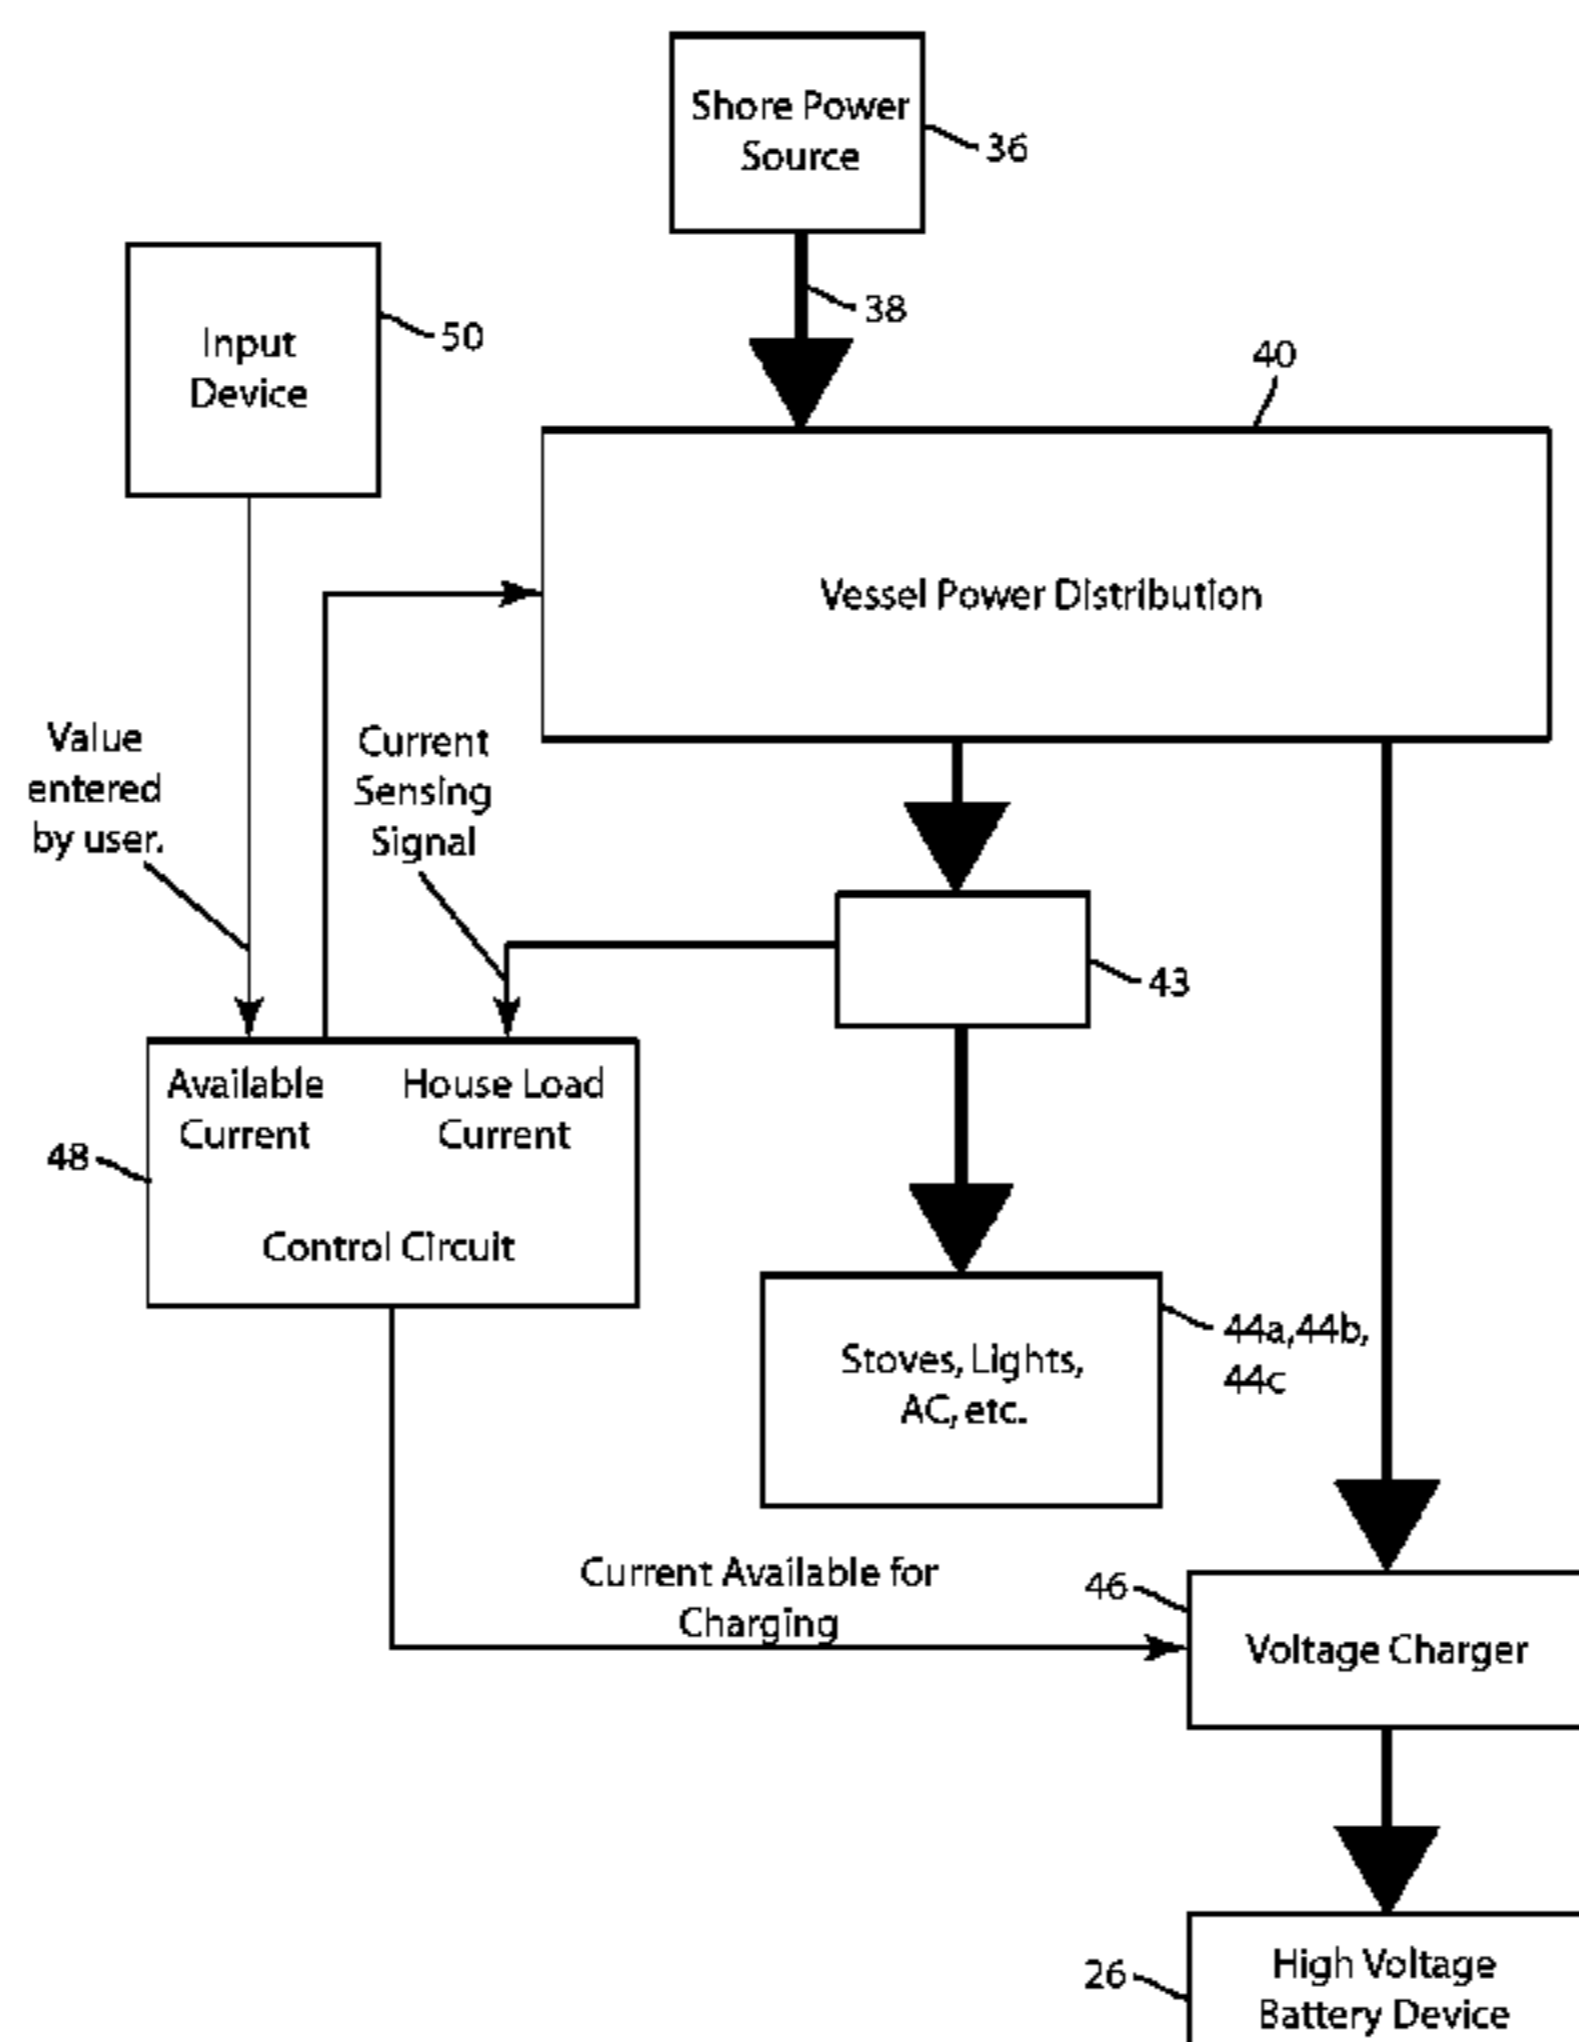 Shore Power
Source
36
38
Input
Device
50
40
Vessel Power Distribution
Value
entered
by user.
Current
Sensing
Signal
43
Available
Current
House Load
Current
48
Control Circuit
Stoves, Lights,
AC, etc.
44a,44b,
44c
Current Available for
Charging
46
Voltage Charger
26
High Voltage
Battery Device